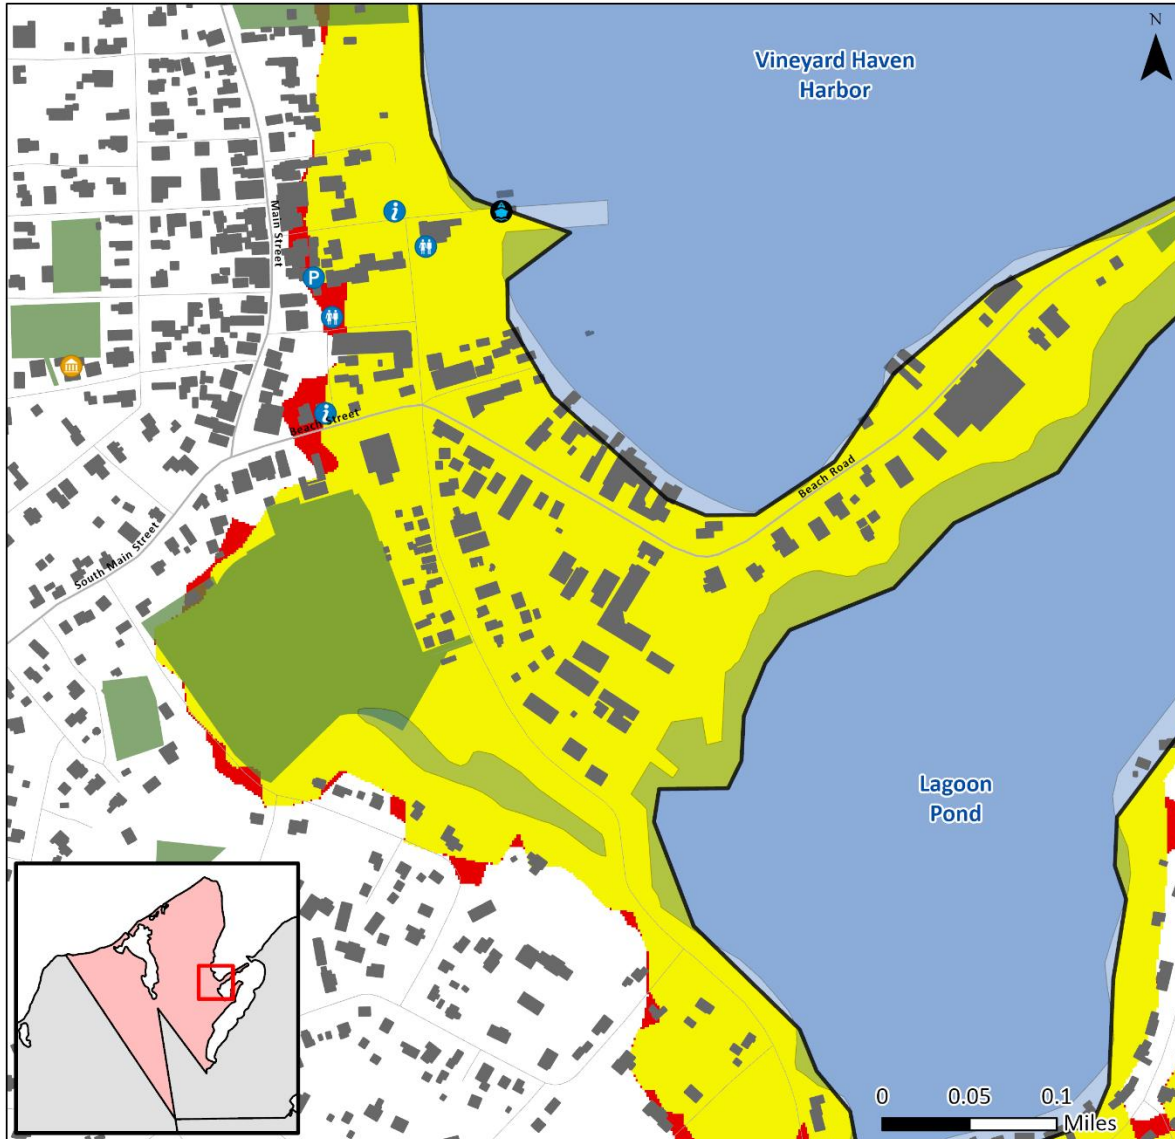 N
Vineyard Haven
Harbor
Main Street
i
P
i
Beach Street
Beach Road
South Main Street
Lagoon
Pond
0 0.05 0.1
Miles